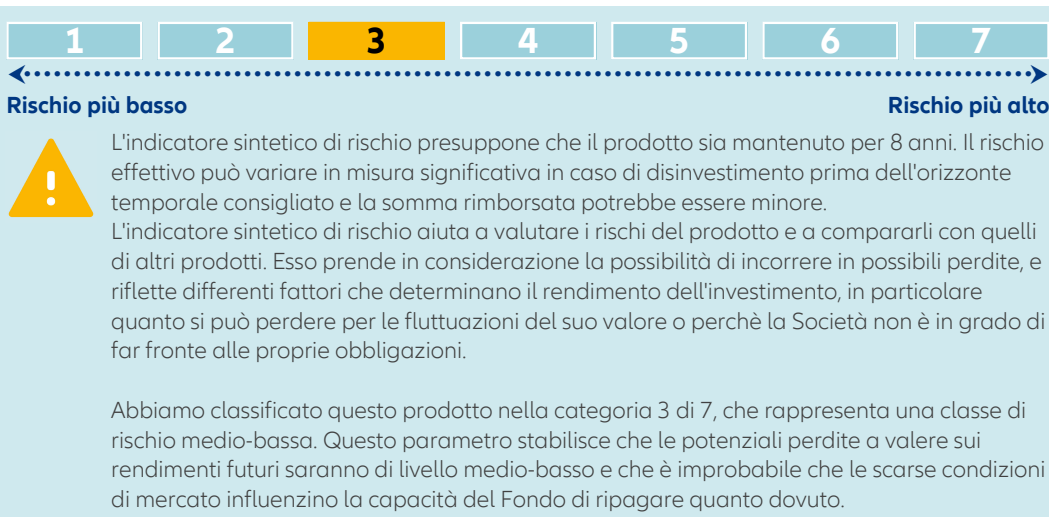 1 2 3 4 5 6 7
Rischio più basso Rischio più alto
L'indicatore sintetico di rischio presuppone che il prodotto sia mantenuto per 8 anni. Il rischio
effettivo può variare in misura significativa in caso di disinvestimento prima dell'orizzonte
temporale consigliato e la somma rimborsata potrebbe essere minore.
L'indicatore sintetico di rischio aiuta a valutare i rischi del prodotto e a compararli con quelli
di altri prodotti. Esso prende in considerazione la possibilità di incorrere in possibili perdite, e
riflette differenti fattori che determinano il rendimento dell'investimento, in particolare
quanto si può perdere per le fluttuazioni del suo valore o perchè la Società non è in grado di
far fronte alle proprie obbligazioni.
Abbiamo classificato questo prodotto nella categoria 3 di 7, che rappresenta una classe di
rischio medio-bassa. Questo parametro stabilisce che le potenziali perdite a valere sui
rendimenti futuri saranno di livello medio-basso e che è improbabile che le scarse condizioni
di mercato influenzino la capacità del Fondo di ripagare quanto dovuto.